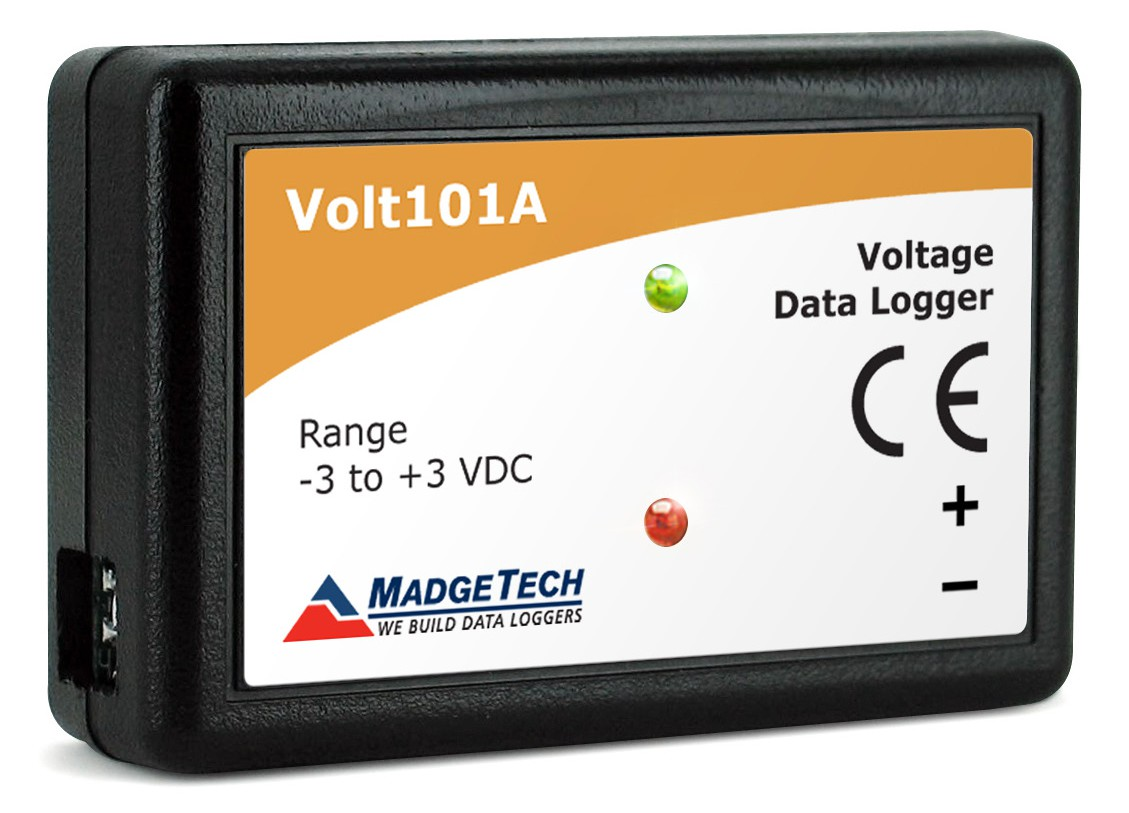 Volt101A
Voltage
Data Logger
CE
Range
-3 to +3 VDC
+
-
MADGETECH
WE BUILD DATA LOGGERS